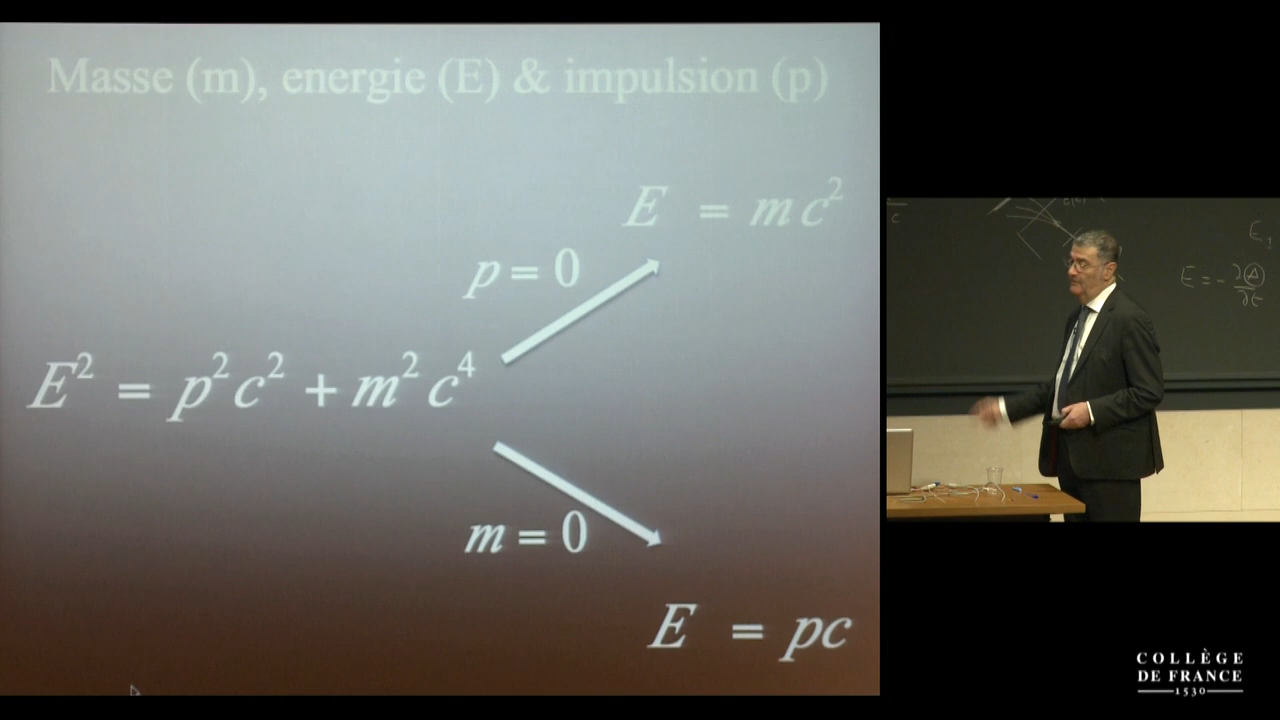 Masse (m), energie (E) & impulsion (p)
E = mc²
p = 0
E² = p²c² + m²c⁴
m = 0
E = pc
c
E = - ∂A/∂t
COLLÈGE
DE FRANCE
1530